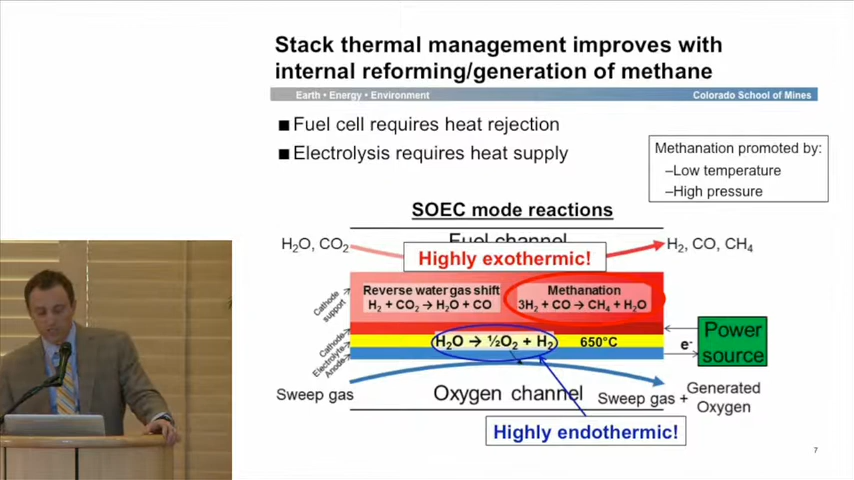 Stack thermal management improves with
internal reforming/generation of methane
Earth • Energy • Environment
Colorado School of Mines
■Fuel cell requires heat rejection
■Electrolysis requires heat supply
Methanation promoted by:
–Low temperature
–High pressure
SOEC mode reactions
H₂O, CO₂
Fuel channel
H₂, CO, CH₄
Highly exothermic!
Cathode
support
Reverse water gas shift
H₂ + CO₂ → H₂O + CO
Methanation
3H₂ + CO → CH₄ + H₂O
Cathode
Electrolyte
Anode
H₂O → ½O₂ + H₂
650°C
e-
Power
source
Sweep gas
Oxygen channel
Sweep gas +
Generated
Oxygen
Highly endothermic!
7